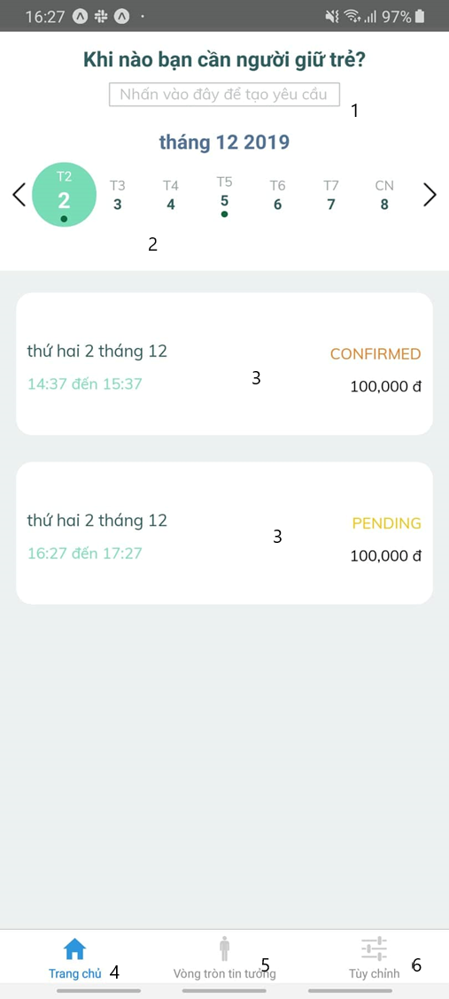 16:27 97%
Khi nào bạn cần người giữ trẻ?
Nhấn vào đây để tạo yêu cầu
1
tháng 12 2019
T2 T3 T4 T5 T6 T7 CN
2 3 4 5 6 7 8
2
thứ hai 2 tháng 12 CONFIRMED
14:37 đến 15:37 3 100,000 đ
thứ hai 2 tháng 12 3 PENDING
16:27 đến 17:27 100,000 đ
Trang chủ 4 Vòng tròn tin tưởng 5 Tùy chỉnh 6